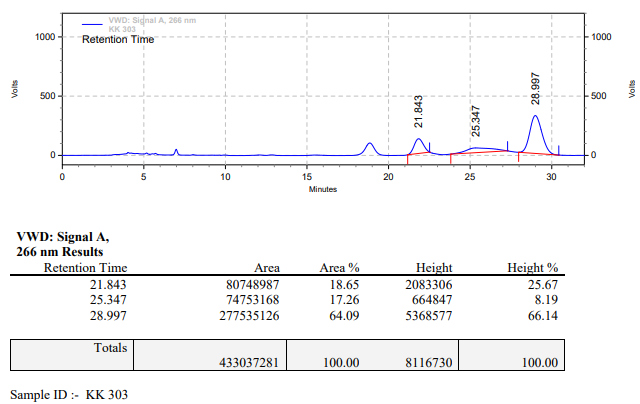 VWD: Signal A, 266 nm
KK 303
Retention Time
1000
500
0
Volts
21.843
25.347
28.997
1000
500
0
Volts
0 5 10 15 20 25 30
Minutes
VWD: Signal A,
266 nm Results
Retention Time Area Area % Height Height %
21.843 80748987 18.65 2083306 25.67
25.347 74753168 17.26 664847 8.19
28.997 277535126 64.09 5368577 66.14
Totals
433037281 100.00 8116730 100.00
Sample ID :- KK 303